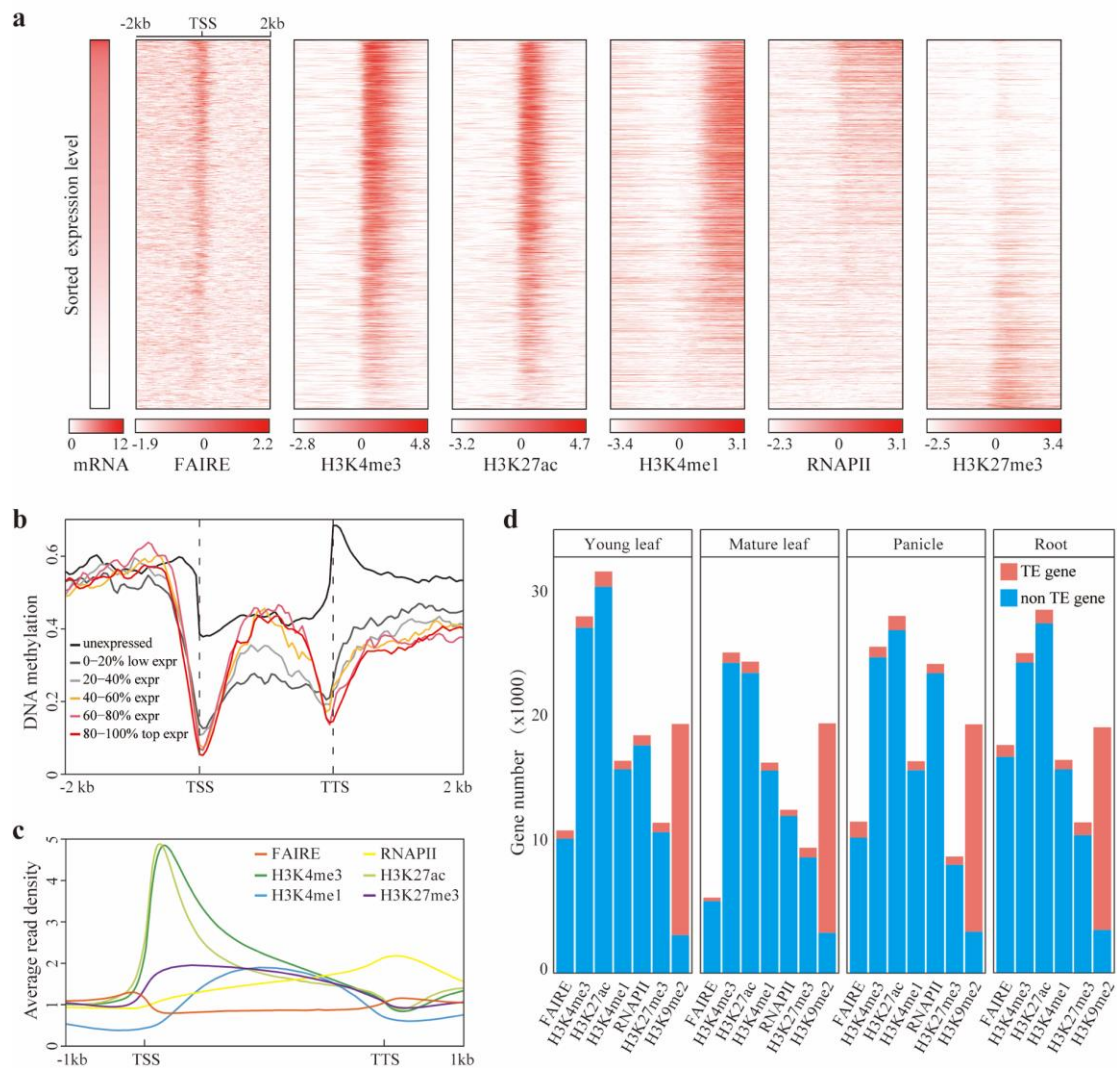 a
-2kb TSS 2kb
Sorted expression level
0 12 -1.9 0 2.2 -2.8 0 4.8 -3.2 0 4.7 -3.4 0 3.1 -2.3 0 3.1 -2.5 0 3.4
mRNA FAIRE H3K4me3 H3K27ac H3K4me1 RNAPII H3K27me3
b
DNA methylation
0.6
0.4
0.2
0
unexpressed
0-20% low expr
20-40% expr
40-60% expr
60-80% expr
80-100% top expr
-2 kb TSS TTS 2 kb
c
Average read density
5
4
3
2
1
0
FAIRE RNAPII
H3K4me3 H3K27ac
H3K4me1 H3K27me3
-1kb TSS TTS 1kb
d
Young leaf Mature leaf Panicle Root
TE gene
non TE gene
Gene number (x1000)
30
20
10
0
FAIRE H3K4me3 H3K27ac H3K4me1 RNAPII H3K27me3 H3K9me2
FAIRE H3K4me3 H3K27ac H3K4me1 RNAPII H3K27me3 H3K9me2
FAIRE H3K4me3 H3K27ac H3K4me1 RNAPII H3K27me3 H3K9me2
FAIRE H3K4me3 H3K27ac H3K4me1 H3K27me3 H3K9me2